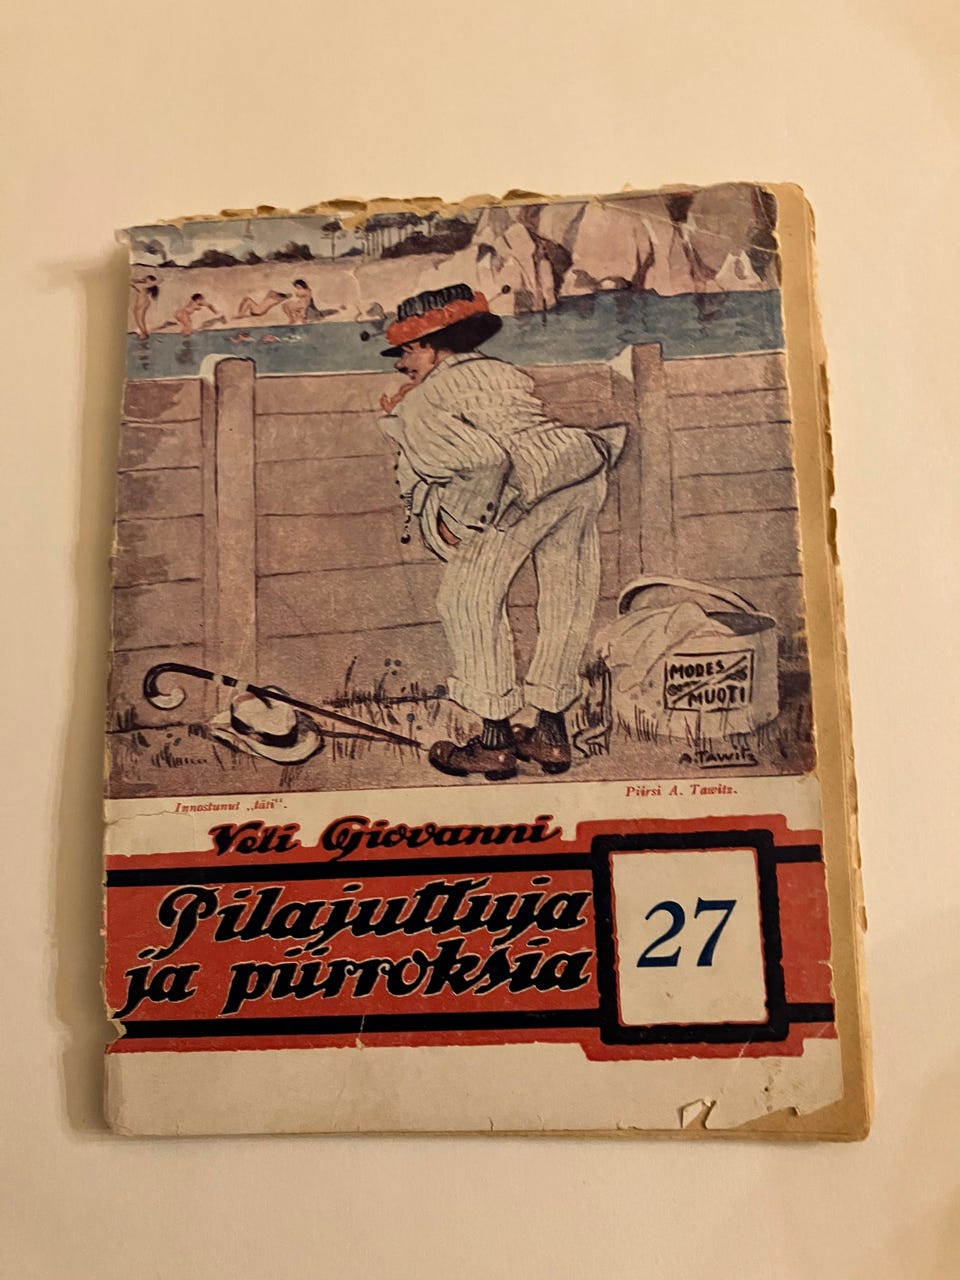 MODES
MUOTI
A. TAWITZ
Innostunut „täti".
Piirsi A. Tawitz.
Veli Giovanni
Pilajuttuja
ja piirroksia
27